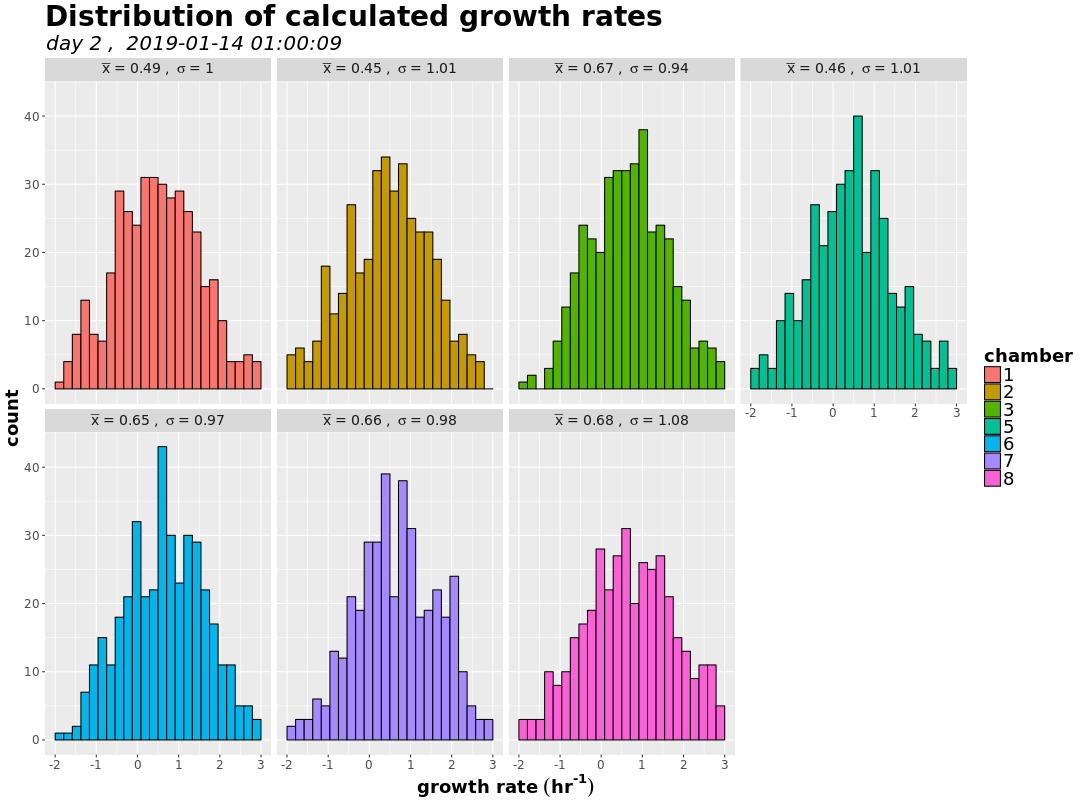 Distribution of calculated growth rates
day 2 ,  2019-01-14 01:00:09
x̅ = 0.49 ,  σ = 1
x̅ = 0.45 ,  σ = 1.01
x̅ = 0.67 ,  σ = 0.94
x̅ = 0.46 ,  σ = 1.01
40
30
20
10
0
-2 -1 0 1 2 3
x̅ = 0.65 ,  σ = 0.97
x̅ = 0.66 ,  σ = 0.98
x̅ = 0.68 ,  σ = 1.08
40
30
20
10
0
-2 -1 0 1 2 3
-2 -1 0 1 2 3
-2 -1 0 1 2 3
count
growth rate (hr⁻¹)
chamber
1
2
3
5
6
7
8